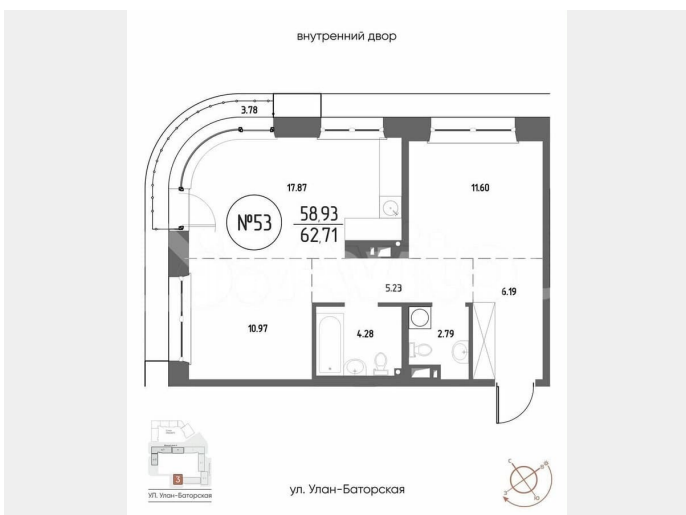 внутренний двор
3.78
17.87
11.60
№53
58,93
62,71
5.23
6.19
10.97
4.28
2.79
3
УЛ. Улан-Баторская
ул. Улан-Баторская
С
В
З
Ю